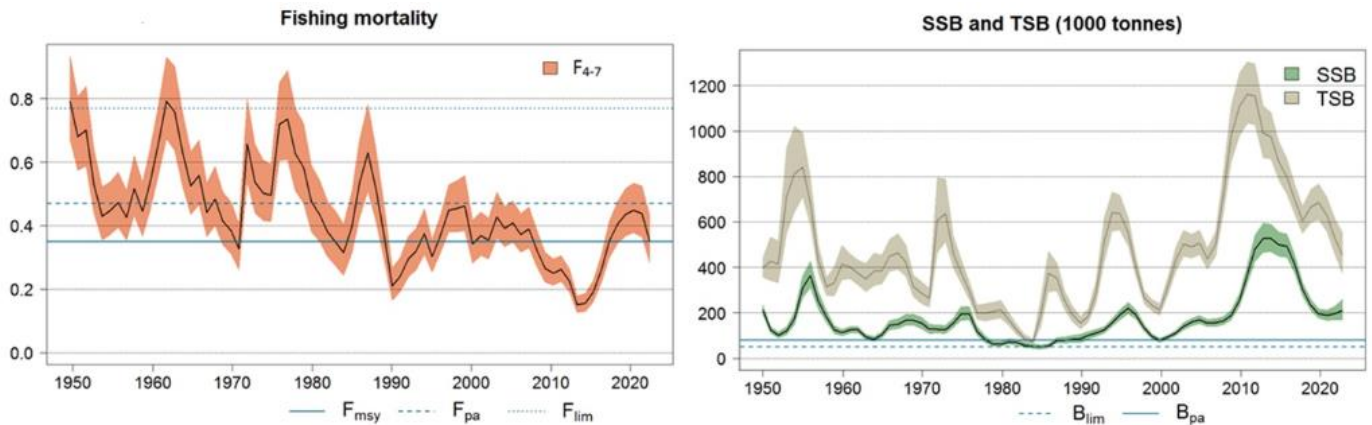 Fishing mortality
F4-7
0.8
0.6
0.4
0.2
0.0
1950 1960 1970 1980 1990 2000 2010 2020
Fmsy Fpa Flim
SSB and TSB (1000 tonnes)
SSB
TSB
1200
1000
800
600
400
200
0
1950 1960 1970 1980 1990 2000 2010 2020
Blim Bpa